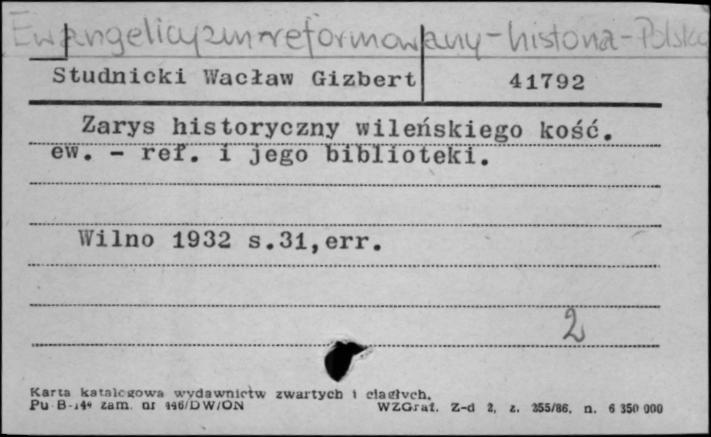 Ewangelicyzm-reformowany-historia-Polska
Studnicki Wacław Gizbert 41792
Zarys historyczny wileńskiego kość.
ew. - ref. i jego biblioteki.
Wilno 1932 s.31,err.
2
Karta katalogowa wydawnictw zwartych i ciągłych.
Pu B-144 zam. nr 446/DW/ON WZGraf. Z-d 2, z. 355/86, n. 6 350 000